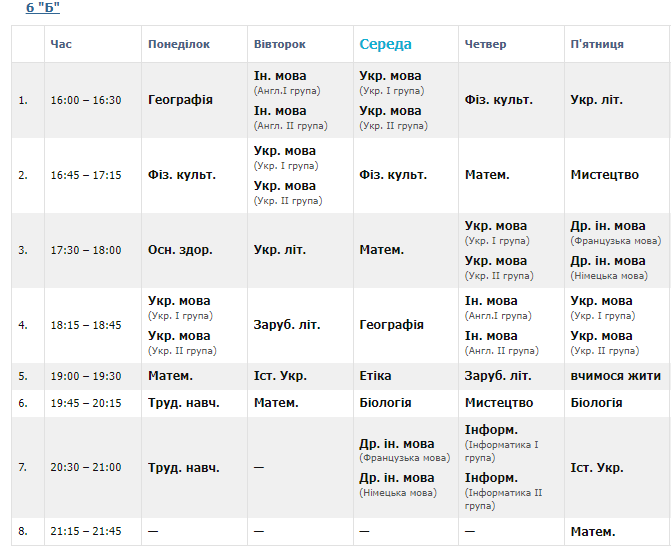 6 "Б"
Час Понеділок Вівторок Середа Четвер П'ятниця
1. 16:00 – 16:30 Географія Ін. мова (Англ.І група) Ін. мова (Англ. ІІ група) Укр. мова (Укр. І група) Укр. мова (Укр. ІІ група) Фіз. культ. Укр. літ.
2. 16:45 – 17:15 Фіз. культ. Укр. мова (Укр. І група) Укр. мова (Укр. ІІ група) Фіз. культ. Матем. Мистецтво
3. 17:30 – 18:00 Осн. здор. Укр. літ. Матем. Укр. мова (Укр. І група) Укр. мова (Укр. ІІ група) Др. ін. мова (Французька мова) Др. ін. мова (Німецька мова)
4. 18:15 – 18:45 Укр. мова (Укр. І група) Укр. мова (Укр. ІІ група) Заруб. літ. Географія Ін. мова (Англ.І група) Ін. мова (Англ. ІІ група) Укр. мова (Укр. І група) Укр. мова (Укр. ІІ група)
5. 19:00 – 19:30 Матем. Іст. Укр. Етіка Заруб. літ. вчимося жити
6. 19:45 – 20:15 Труд. навч. Матем. Біологія Мистецтво Біологія
7. 20:30 – 21:00 Труд. навч. — Др. ін. мова (Французька мова) Др. ін. мова (Німецька мова) Інформ. (Інформатика І група) Інформ. (Інформатика ІІ група) Іст. Укр.
8. 21:15 – 21:45 — — — — Матем.